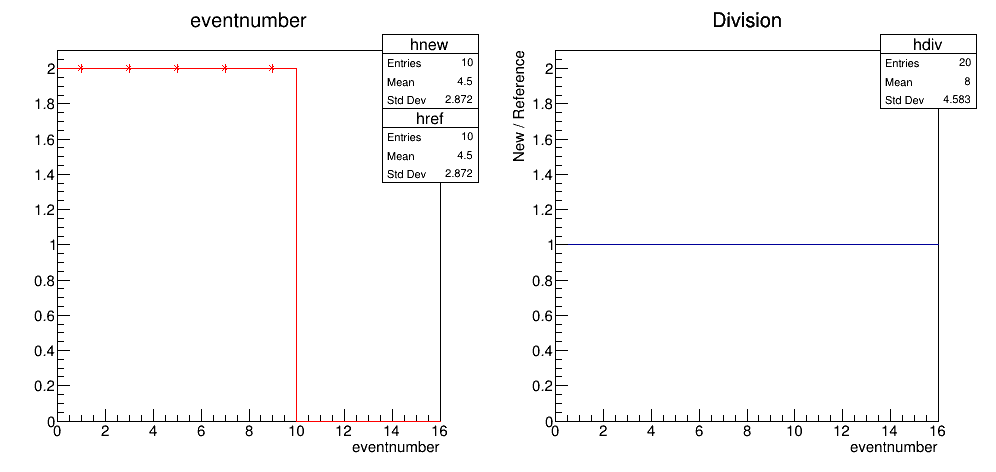 eventnumber
hnew
Entries 10
Mean 4.5
Std Dev 2.872
href
Entries 10
Mean 4.5
Std Dev 2.872
2
1.8
1.6
1.4
1.2
1
0.8
0.6
0.4
0.2
0
0 2 4 6 8 10 12 14 16
eventnumber
Division
hdiv
Entries 20
Mean 8
Std Dev 4.583
New / Reference
2
1.8
1.6
1.4
1.2
1
0.8
0.6
0.4
0.2
0
0 2 4 6 8 10 12 14 16
eventnumber